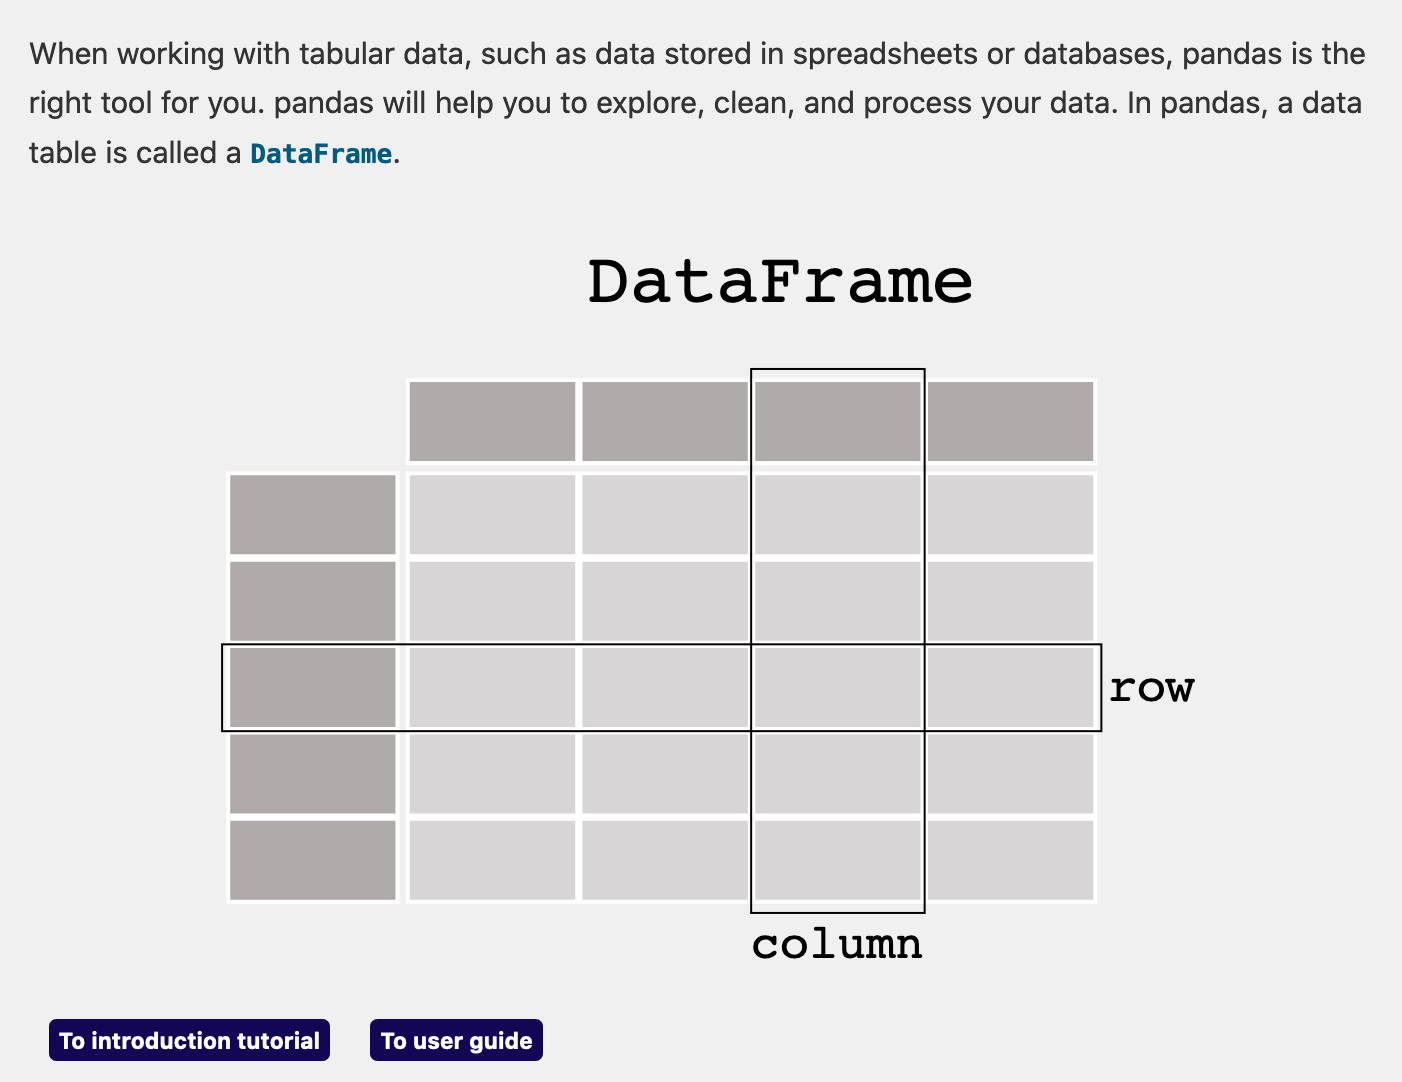 When working with tabular data, such as data stored in spreadsheets or databases, pandas is the
right tool for you. pandas will help you to explore, clean, and process your data. In pandas, a data
table is called a DataFrame.
DataFrame
row
column
To introduction tutorial
To user guide